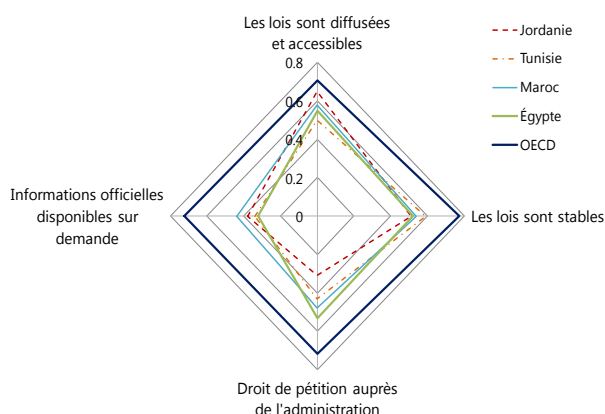 Les lois sont diffusées
et accessibles
0.8
0.6
0.4
0.2
0
Jordanie
Tunisie
Maroc
Égypte
OECD
Informations officielles
disponibles sur
demande
Les lois sont stables
Droit de pétition auprès
de l'administration